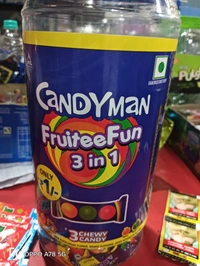 CANDYMAN
FruiteeFun
3 in 1
ONLY
₹1/-
3 CHEWY
CANDY
OPPO A78 5G